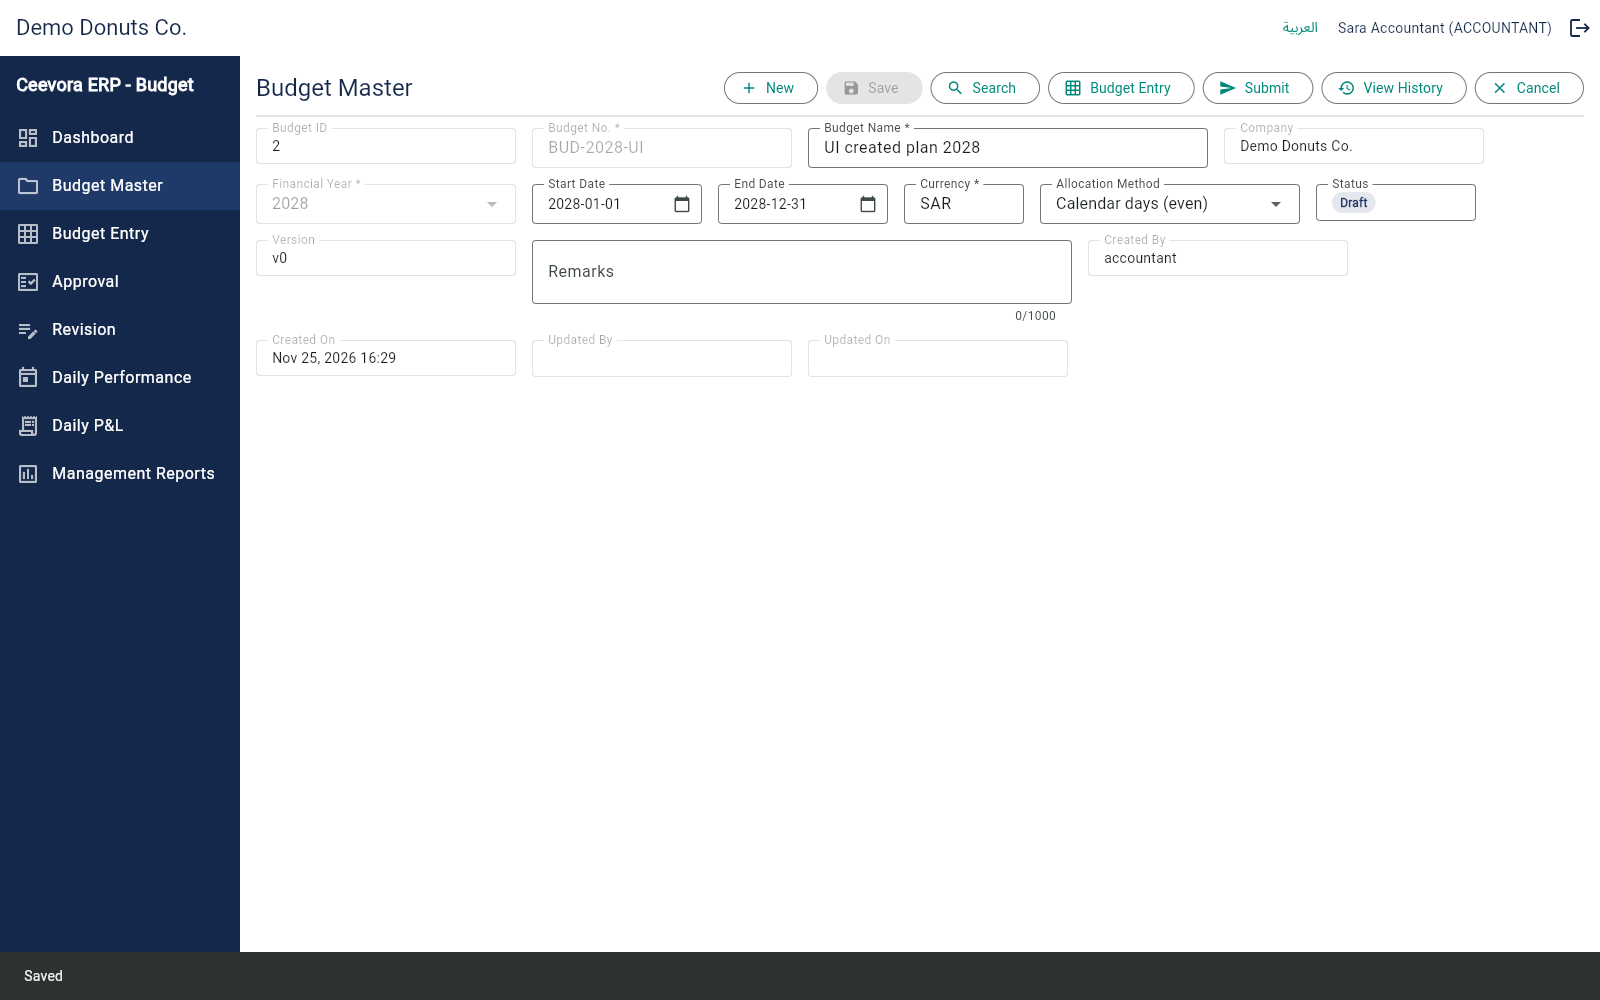 Demo Donuts Co.
العربية
Sara Accountant (ACCOUNTANT)
Ceevora ERP - Budget
Dashboard
Budget Master
Budget Entry
Approval
Revision
Daily Performance
Daily P&L
Management Reports
Budget Master
New
Save
Search
Budget Entry
Submit
View History
Cancel
Budget ID
2
Budget No. *
BUD-2028-UI
Budget Name *
UI created plan 2028
Company
Demo Donuts Co.
Financial Year *
2028
Start Date
2028-01-01
End Date
2028-12-31
Currency *
SAR
Allocation Method
Calendar days (even)
Status
Draft
Version
v0
Remarks
0/1000
Created By
accountant
Created On
Nov 25, 2026 16:29
Updated By
Updated On
Saved